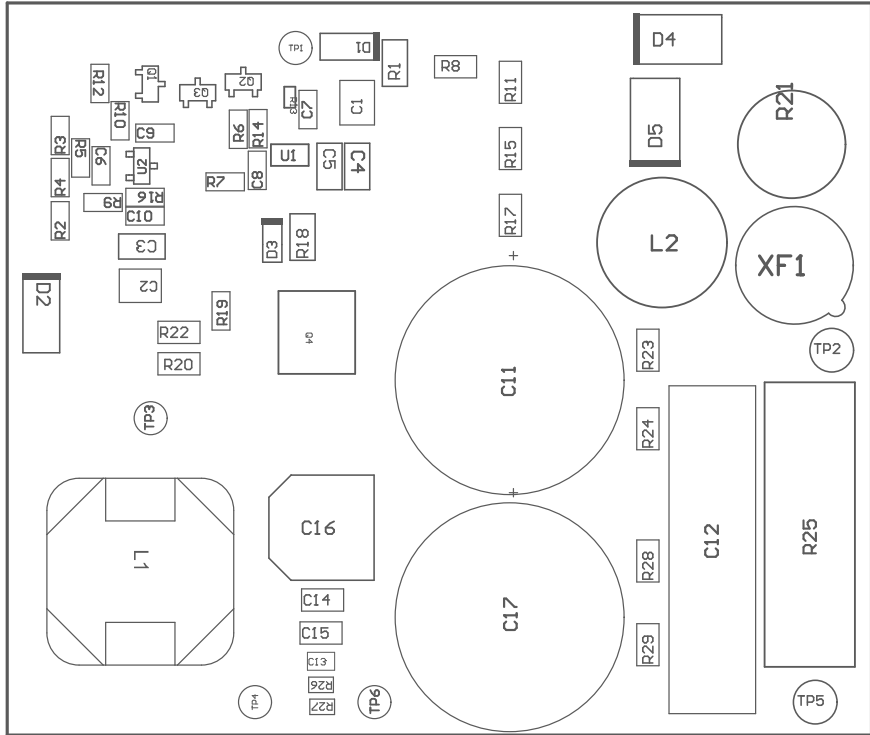 D4
TP1
D1
R1
R8
R12
Q1
Q2
Q3
R11
R21
R13
C7
C1
R10
R3
R5
C9
R6
R14
D5
C6
U2
U1
C5
C4
R15
R4
R7
C8
R9
R16
C10
R2
R17
C3
D3
R18
L2
XF1
+
C2
D2
R19
R22
Q4
R20
R23
TP2
C11
TP3
R24
+
C16
C12
R25
L1
R28
C14
C17
C15
R29
C13
R26
R27
TP4
TP6
TP5